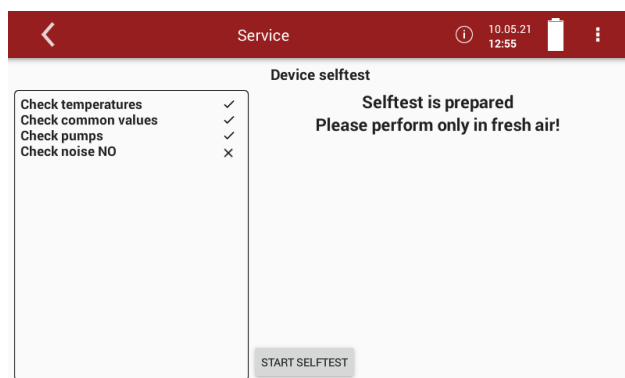 Service
10.05.21
12:55
Device selftest
Check temperatures
Check common values
Check pumps
Check noise NO
Selftest is prepared
Please perform only in fresh air!
START SELFTEST